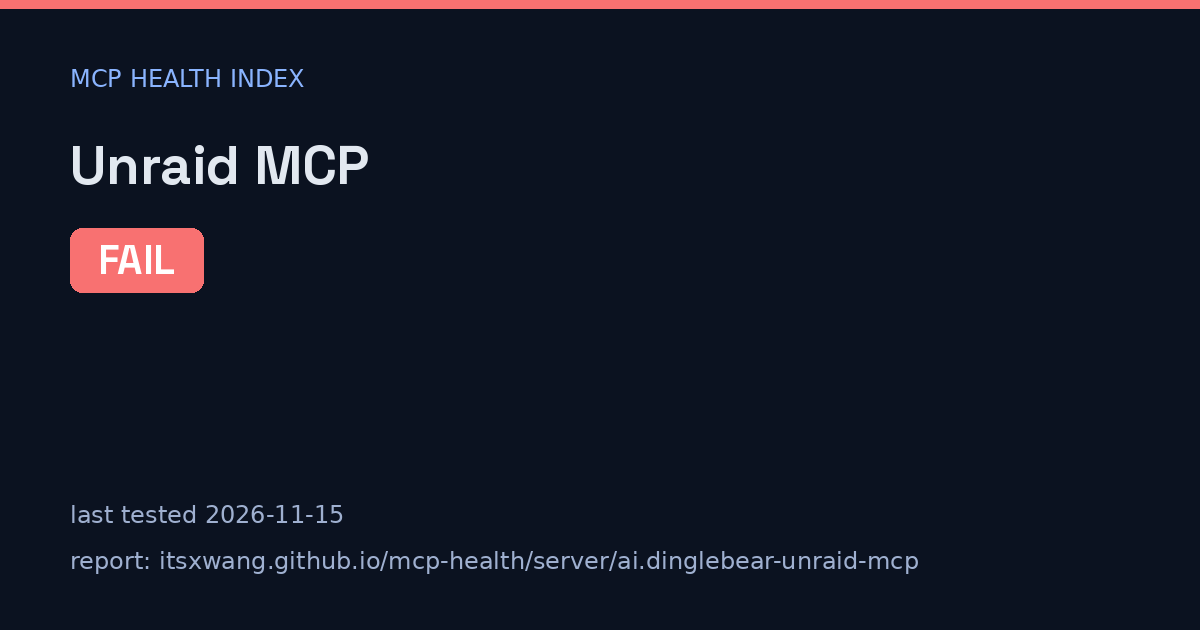 MCP HEALTH INDEX
Unraid MCP
FAIL
last tested 2026-11-15
report: itsxwang.github.io/mcp-health/server/ai.dinglebear-unraid-mcp